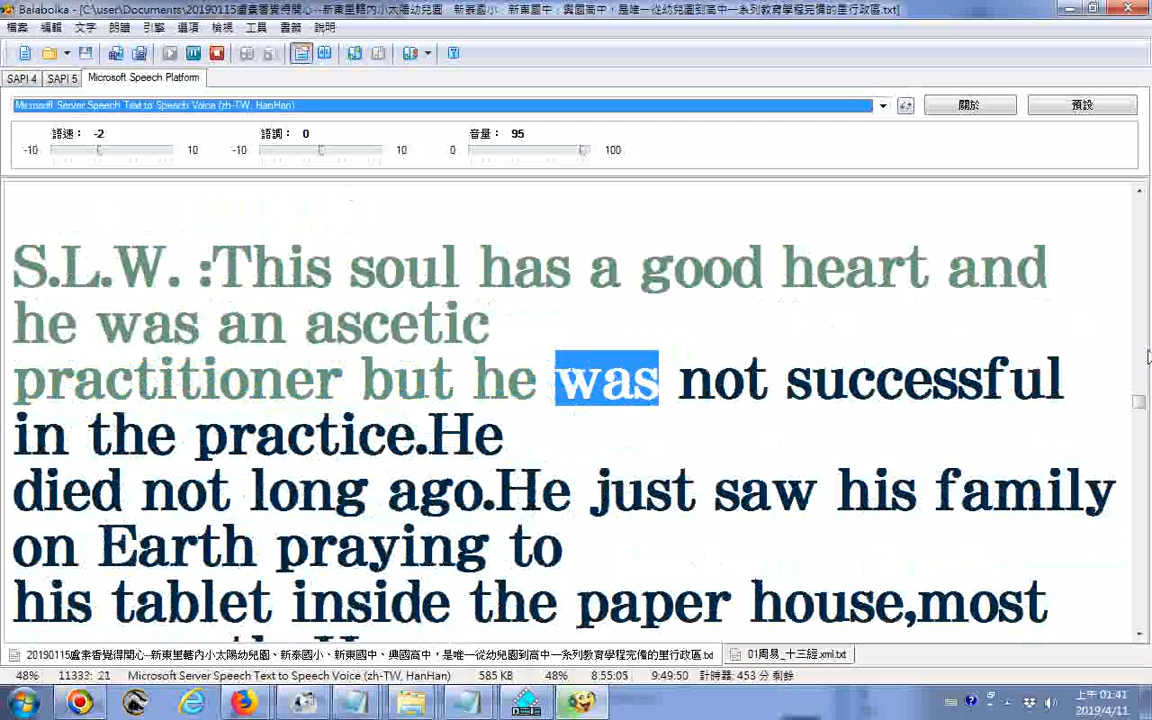 Balabolka - [C:\user\Documents\20190115盧素香覺得開心--新東里轄內小太陽幼兒園、新泰國小、新東國中、興國高中，是唯一從幼兒園到高中一系列教育學程完備的里行政區.txt]
檔案 編輯 文字 朗讀 引擎 選項 檢視 工具 書籤 說明
SAPI 4 SAPI 5 Microsoft Speech Platform
Microsoft Server Speech Text to Speech Voice (zh-TW, HanHan) 關於 預設
語速： -2 語調： 0 音量： 95
-10 10 -10 10 0 100
S.L.W. :This soul has a good heart and
he was an ascetic
practitioner but he was not successful
in the practice.He
died not long ago.He just saw his family
on Earth praying to
his tablet inside the paper house,most
20190115盧素香覺得開心--新東里轄內小太陽幼兒園、新泰國小、新東國中、興國高中，是唯一從幼兒園到高中一系列教育學程完備的里行政區.txt 01周易_十三經.xml.txt
48% 11332: 21 Microsoft Server Speech Text to Speech Voice (zh-TW, HanHan) 585 KB 48% 8:55:05 9:49:50 計時器: 453 分 剩餘
上午 01:41
2019/4/11